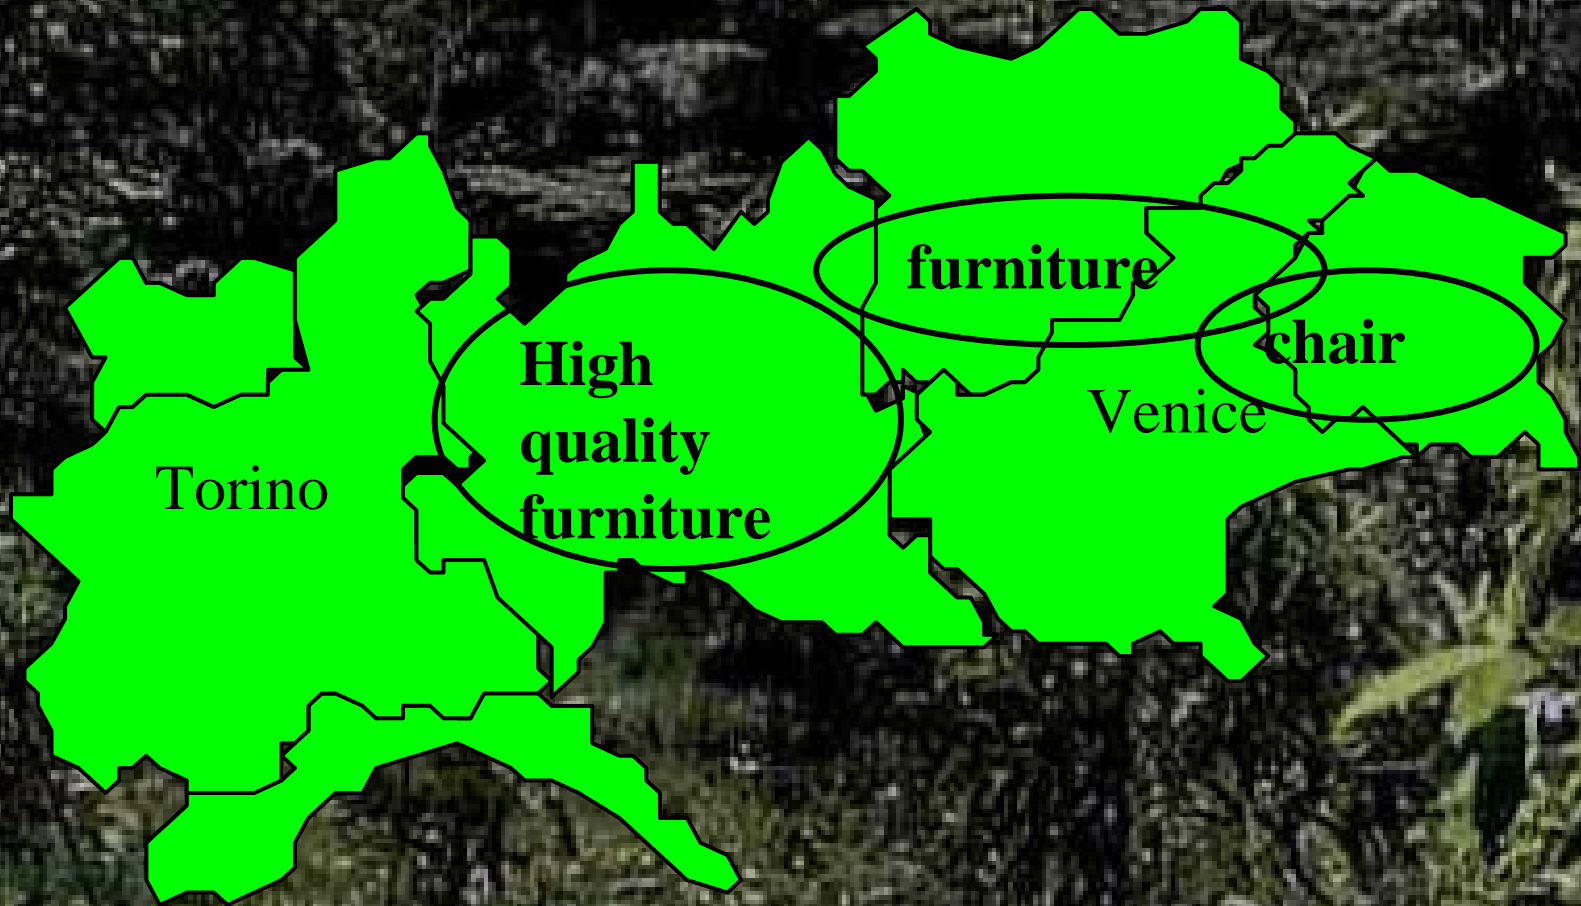 furniture
chair
High
quality
furniture
Venice
Torino